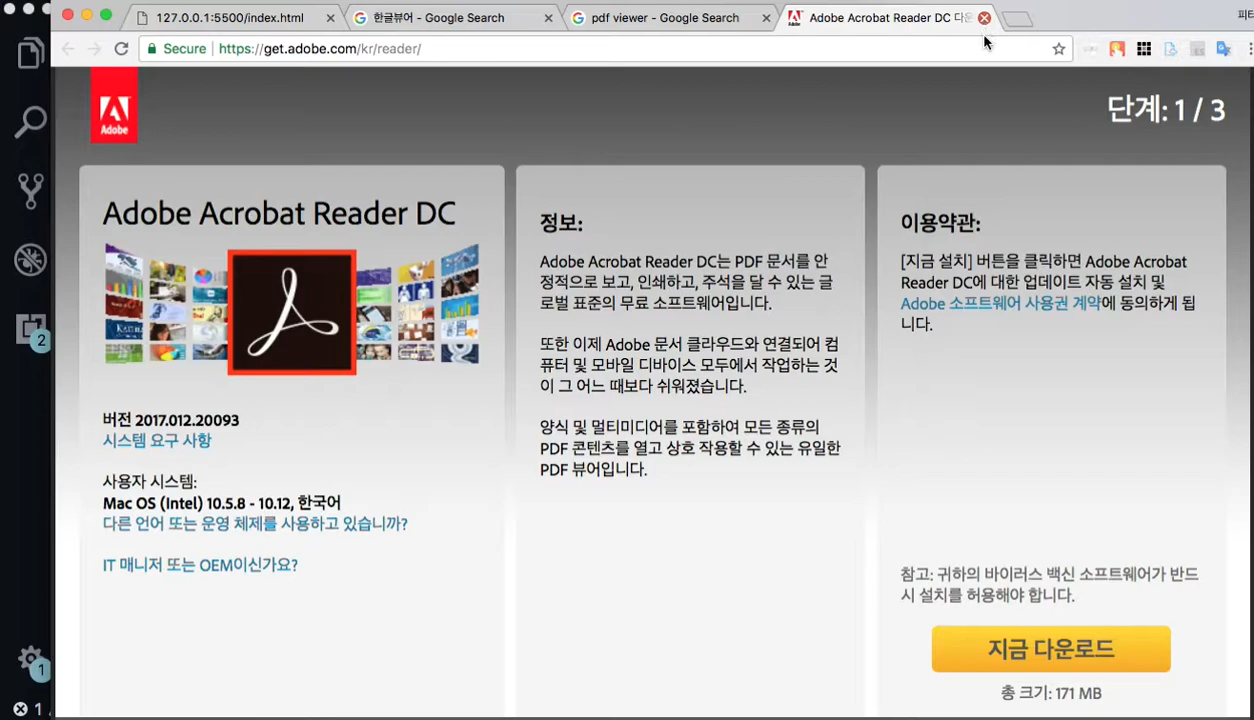 127.0.0.1:5500/index.html
한글뷰어 - Google Search
pdf viewer - Google Search
Adobe Acrobat Reader DC 다운
피터
Secure
https://get.adobe.com/kr/reader/
Adobe
단계: 1 / 3
Adobe Acrobat Reader DC
버전 2017.012.20093
시스템 요구 사항
사용자 시스템:
Mac OS (Intel) 10.5.8 - 10.12, 한국어
다른 언어 또는 운영 체제를 사용하고 있습니까?
IT 매니저 또는 OEM이신가요?
정보:
Adobe Acrobat Reader DC는 PDF 문서를 안
정적으로 보고, 인쇄하고, 주석을 달 수 있는 글
로벌 표준의 무료 소프트웨어입니다.
또한 이제 Adobe 문서 클라우드와 연결되어 컴
퓨터 및 모바일 디바이스 모두에서 작업하는 것
이 그 어느 때보다 쉬워졌습니다.
양식 및 멀티미디어를 포함하여 모든 종류의
PDF 콘텐츠를 열고 상호 작용할 수 있는 유일한
PDF 뷰어입니다.
이용약관:
[지금 설치] 버튼을 클릭하면 Adobe Acrobat
Reader DC에 대한 업데이트 자동 설치 및
Adobe 소프트웨어 사용권 계약에 동의하게 됩
니다.
참고: 귀하의 바이러스 백신 소프트웨어가 반드
시 설치를 허용해야 합니다.
지금 다운로드
총 크기: 171 MB
2
1
1